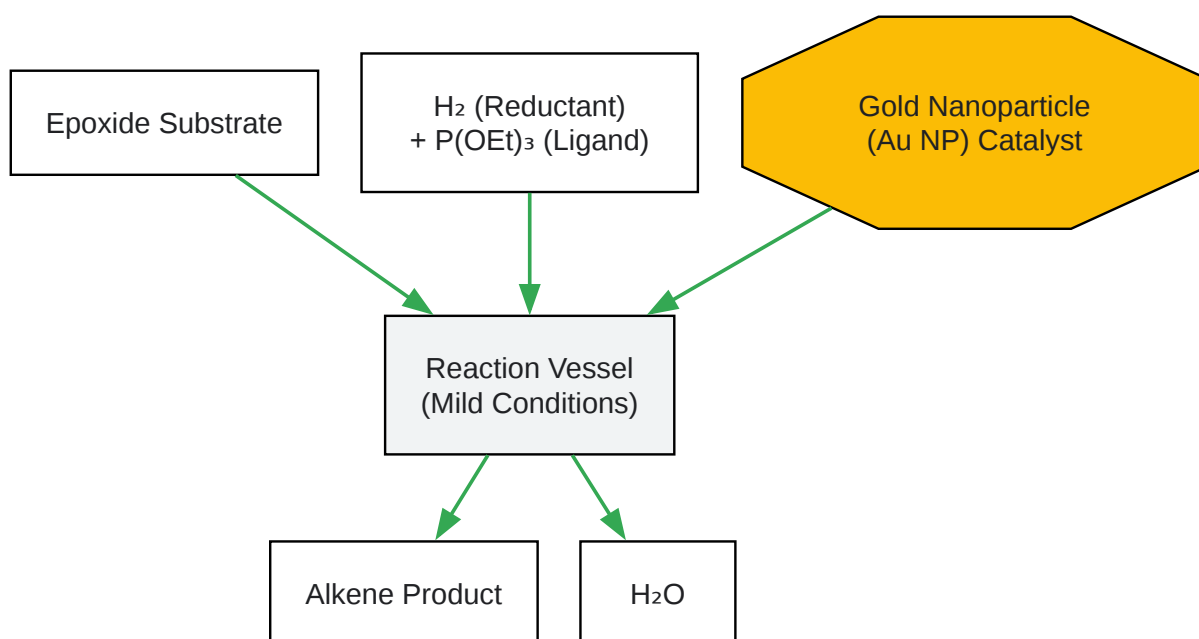 Epoxide Substrate
H₂ (Reductant)
+ P(OEt)₃ (Ligand)
Gold Nanoparticle
(Au NP) Catalyst
Reaction Vessel
(Mild Conditions)
Alkene Product
H₂O